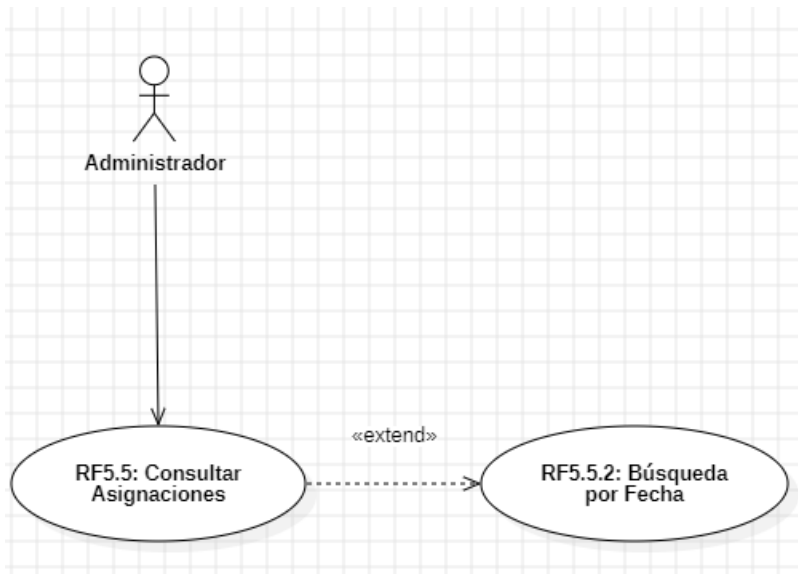 Administrador
«extend»
RF5.5: Consultar
Asignaciones
RF5.5.2: Búsqueda
por Fecha